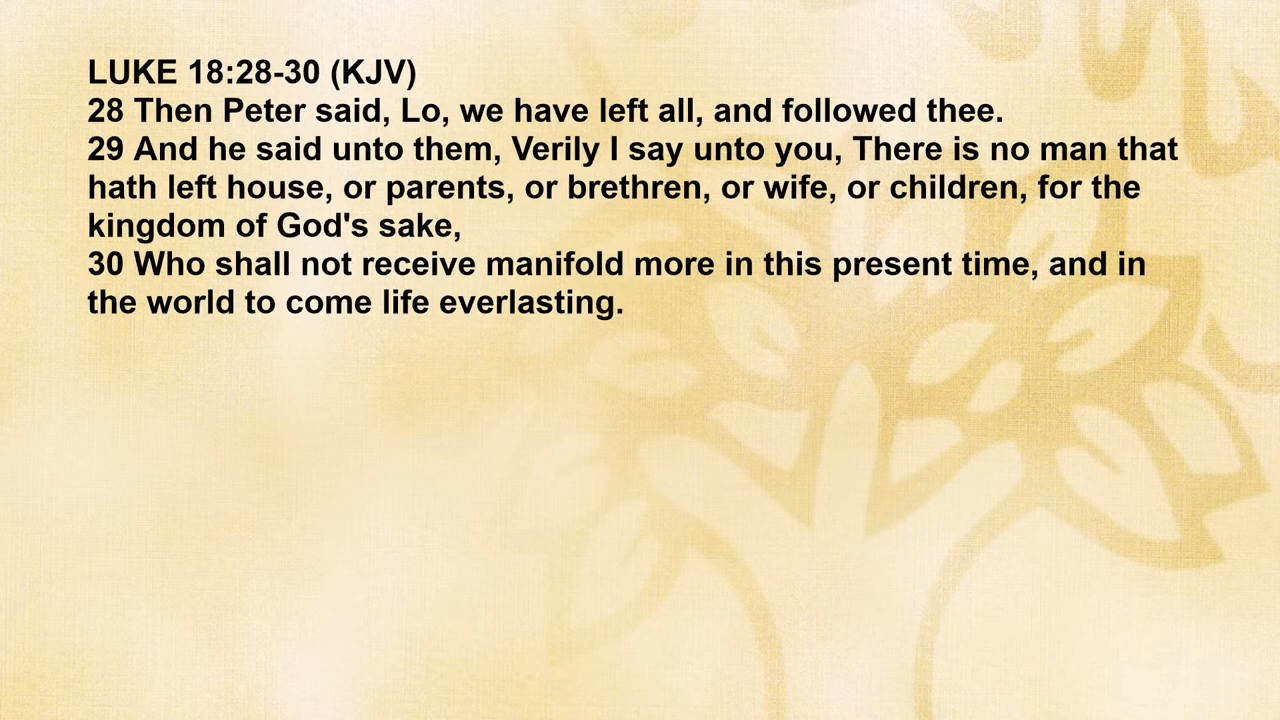 LUKE 18:28-30 (KJV)
28 Then Peter said, Lo, we have left all, and followed thee.
29 And he said unto them, Verily I say unto you, There is no man that
hath left house, or parents, or brethren, or wife, or children, for the
kingdom of God's sake,
30 Who shall not receive manifold more in this present time, and in
the world to come life everlasting.